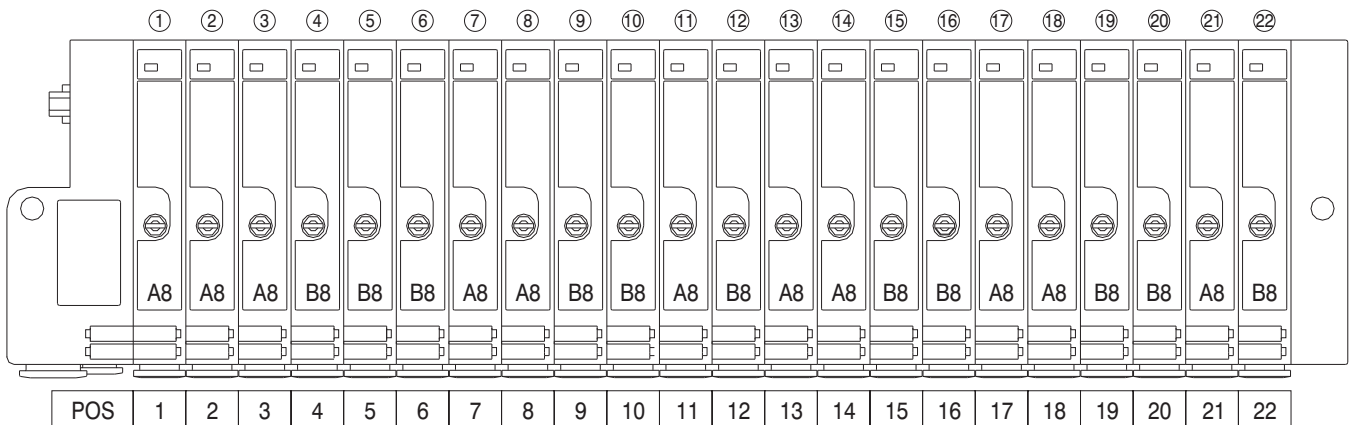 ① ② ③ ④ ⑤ ⑥ ⑦ ⑧ ⑨ ⑩ ⑪ ⑫ ⑬ ⑭ ⑮ ⑯ ⑰ ⑱ ⑲ ⑳ ㉑ ㉒
A8 A8 A8 B8 B8 B8 A8 A8 B8 B8 A8 B8 A8 A8 B8 B8 A8 A8 B8 B8 A8 B8
POS 1 2 3 4 5 6 7 8 9 10 11 12 13 14 15 16 17 18 19 20 21 22